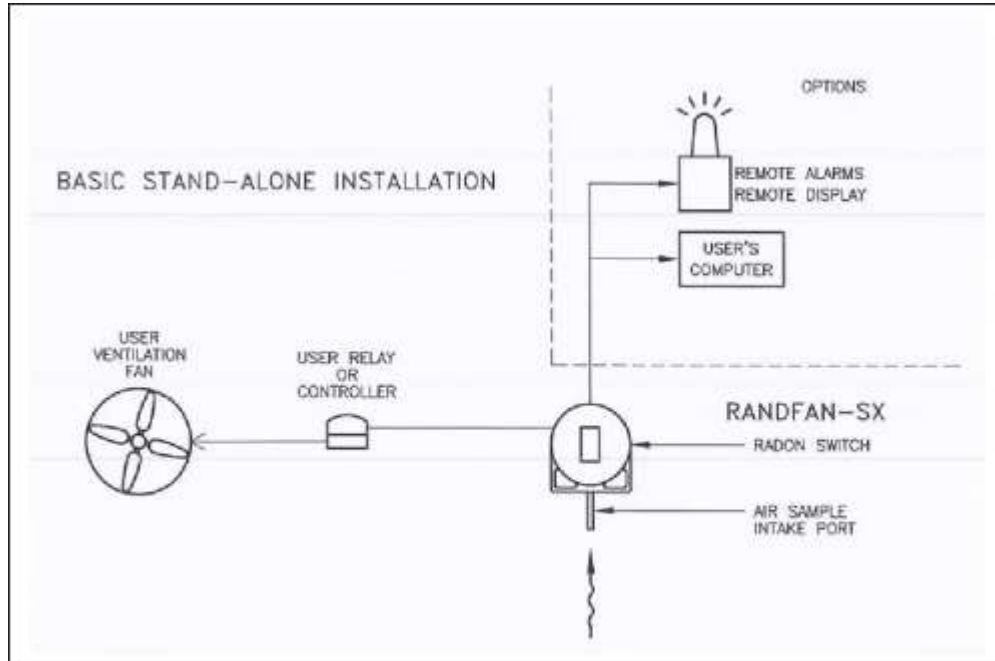 OPTIONS
BASIC STAND-ALONE INSTALLATION
REMOTE ALARMS
REMOTE DISPLAY
USER'S
COMPUTER
USER
VENTILATION
FAN
USER RELAY
OR
CONTROLLER
RANDFAN-SX
RADON SWITCH
AIR SAMPLE
INTAKE PORT